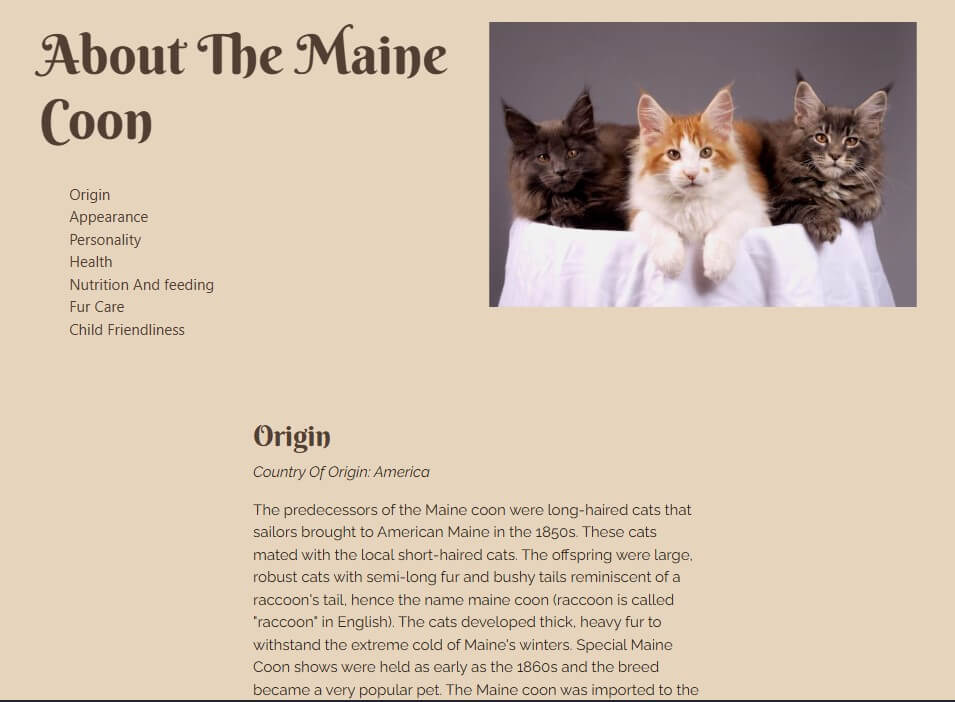 About The Maine
Coon
Origin
Appearance
Personality
Health
Nutrition And feeding
Fur Care
Child Friendliness
Origin
Country Of Origin: America
The predecessors of the Maine coon were long-haired cats that
sailors brought to American Maine in the 1850s. These cats
mated with the local short-haired cats. The offspring were large,
robust cats with semi-long fur and bushy tails reminiscent of a
raccoon's tail, hence the name maine coon (raccoon is called
"raccoon" in English). The cats developed thick, heavy fur to
withstand the extreme cold of Maine's winters. Special Maine
Coon shows were held as early as the 1860s and the breed
became a very popular pet. The Maine coon was imported to the